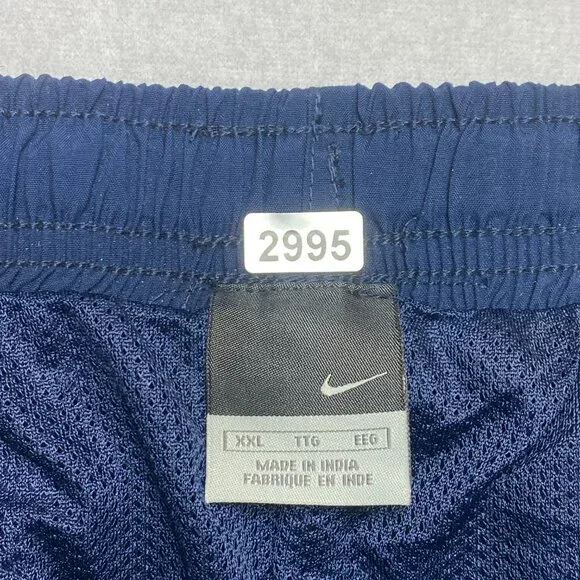 2995
XXL TTG EEG
MADE IN INDIA
FABRIQUE EN INDE